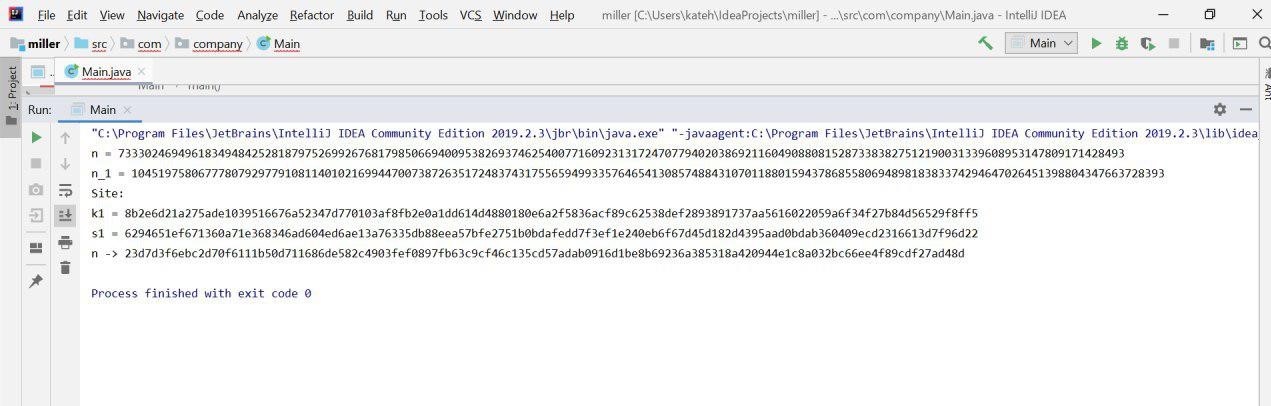 File Edit View Navigate Code Analyze Refactor Build Run Tools VCS Window Help miller [C:\Users\kateh\IdeaProjects\miller] - ...\src\com\company\Main.java - IntelliJ IDEA
miller src com company Main Main
1: Project
Main.java
Main main()
Ant
Run: Main
"C:\Program Files\JetBrains\IntelliJ IDEA Community Edition 2019.2.3\jbr\bin\java.exe" "-javaagent:C:\Program Files\JetBrains\IntelliJ IDEA Community Edition 2019.2.3\lib\idea_
n = 7333024694961834948425281879752699267681798506694009538269374625400771609231317247077940203869211604908808152873383827512190031339608953147809171428493
n_1 = 104519758067778079297791081140102169944700738726351724837431755659499335764654130857488431070118801594378685580694898183833742946470264513988043476637283​93
Site:
k1 = 8b2e6d21a275ade1039516676a52347d770103af8fb2e0a1dd614d4880180e6a2f5836acf89c62538def2893891737aa5616022059a6f34f27b84d56529f8ff5
s1 = 6294651ef671360a71e368346ad604ed6ae13a76335db88eea57bfe2751b0bdafedd7f3ef1e240eb6f67d45d182d4395aad0bdab360409ecd2316613d7f96d22
n -> 23d7d3f6ebc2d70f6111b50d711686de582c4903fef0897fb63c9cf46c135cd57adab0916d1be8b69236a385318a420944e1c8a032bc66ee4f89cdf27ad48d
Process finished with exit code 0